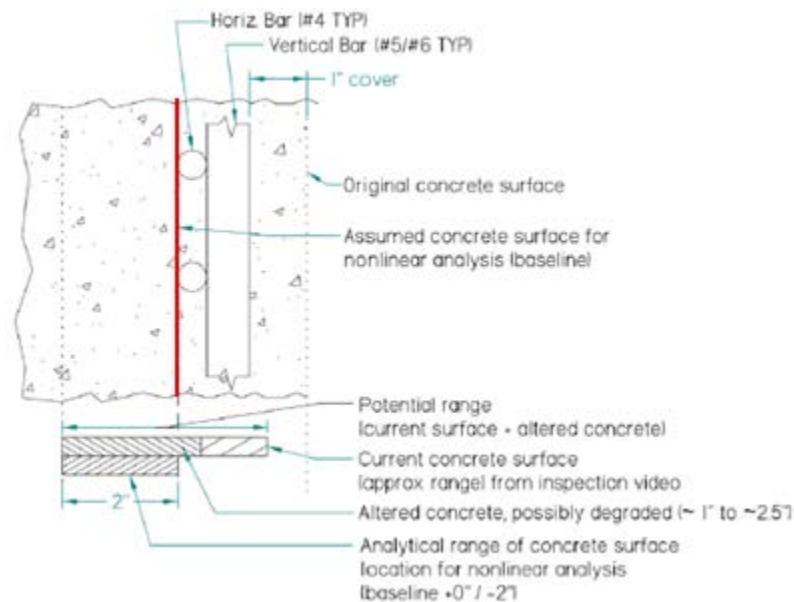 Horiz. Bar (#4 TYP)
Vertical Bar (#5/#6 TYP)
1" cover
Original concrete surface
Assumed concrete surface for
nonlinear analysis (baseline)
Potential range
(current surface + altered concrete)
Current concrete surface
(approx range) from inspection video
2"
Altered concrete, possibly degraded (~ 1" to ~2.5")
Analytical range of concrete surface
location for nonlinear analysis
(baseline +0" / -2")